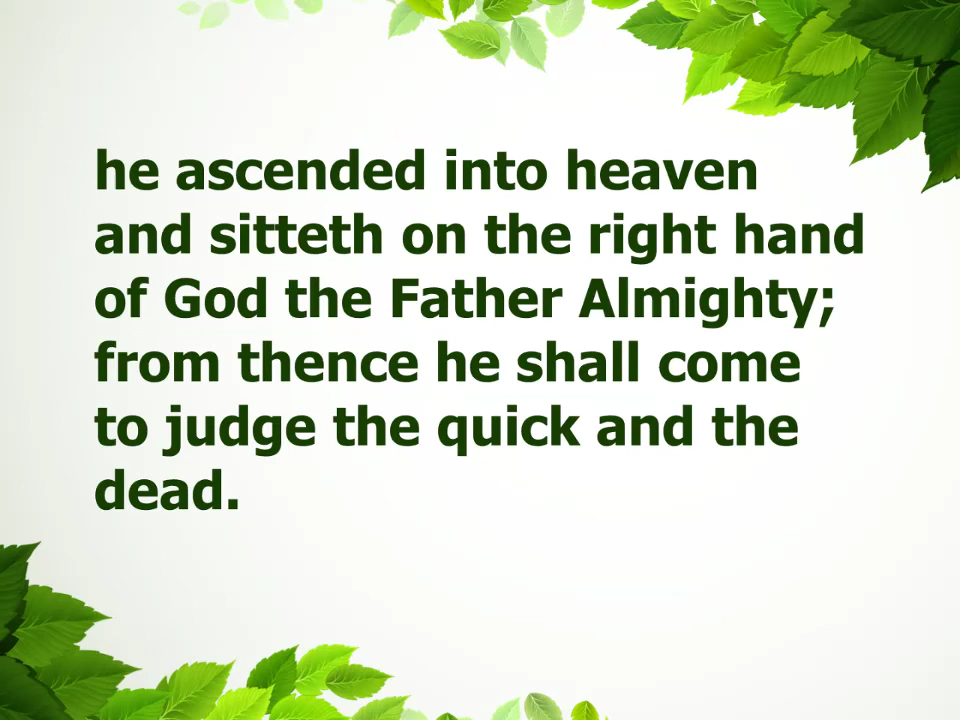 he ascended into heaven
and sitteth on the right hand
of God the Father Almighty;
from thence he shall come
to judge the quick and the
dead.